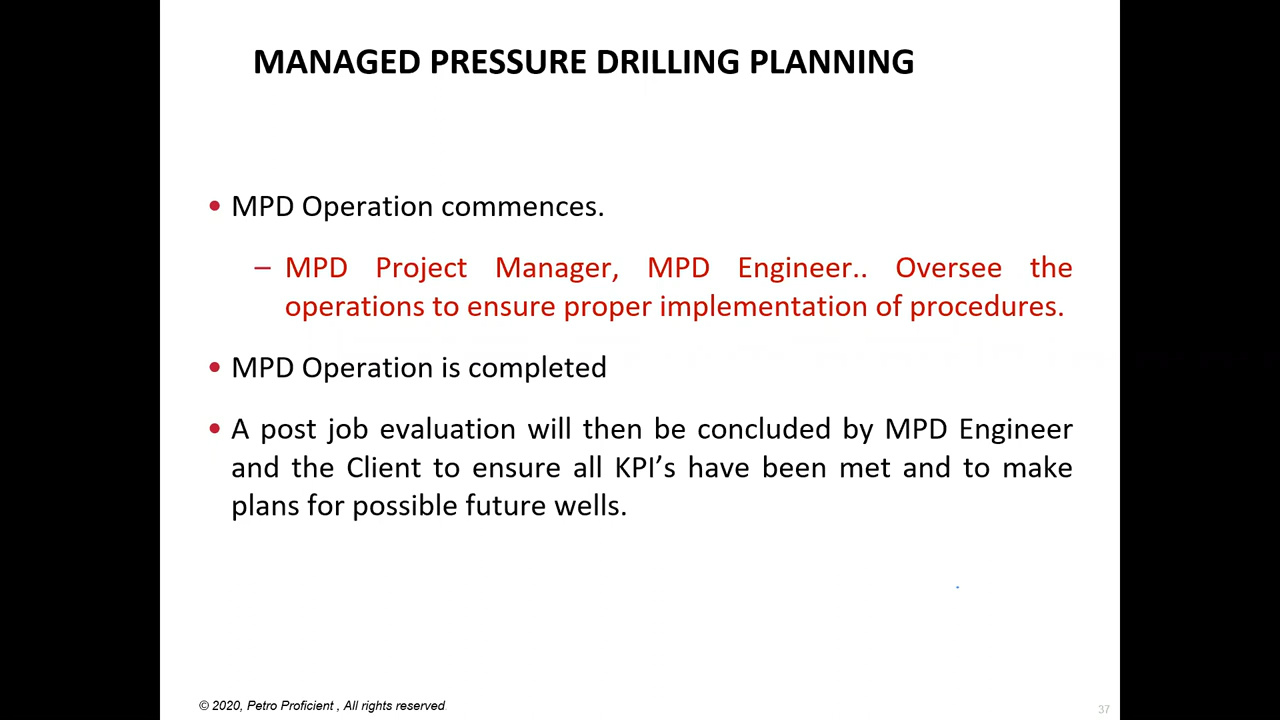 MANAGED PRESSURE DRILLING PLANNING
• MPD Operation commences.
– MPD Project Manager, MPD Engineer.. Oversee the
operations to ensure proper implementation of procedures.
• MPD Operation is completed
• A post job evaluation will then be concluded by MPD Engineer
and the Client to ensure all KPI’s have been met and to make
plans for possible future wells.
© 2020, Petro Proficient , All rights reserved
37